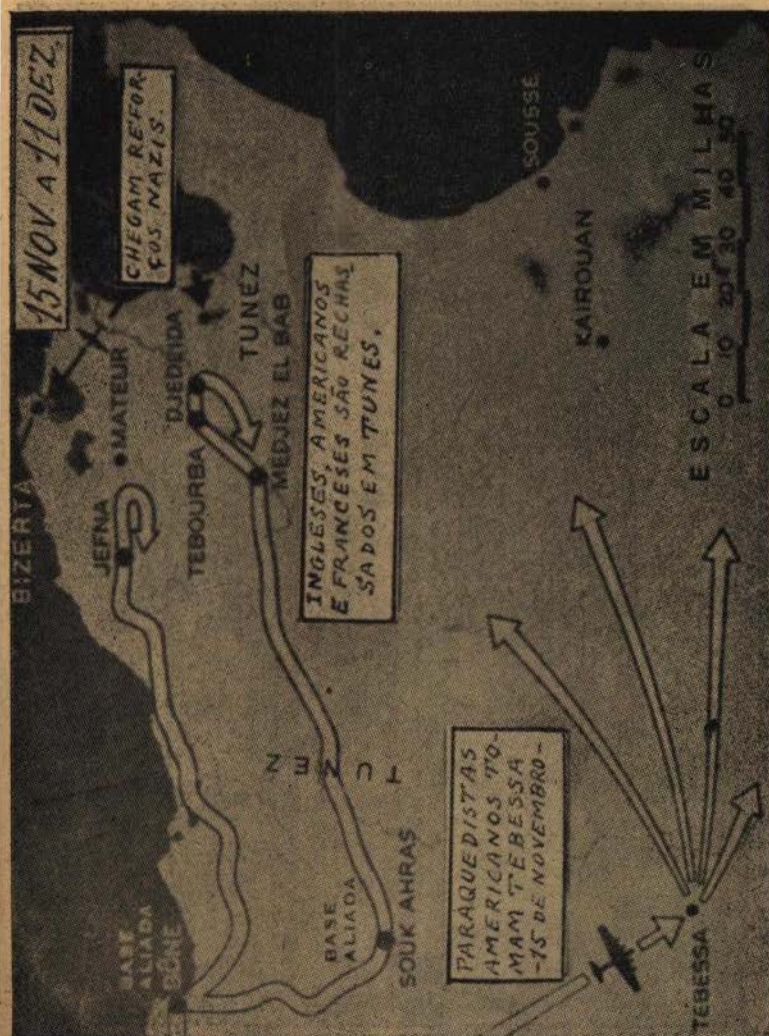 15 NOV. A 11 DEZ.
CHEGAM REFOR-
ÇOS NAZIS.
BIZERTA
MATEUR
JEFNA
DJEDEIDA
TUNEZ
TEBOURBA
MEDJEZ EL BAB
INGLESES, AMERICANOS
E FRANCESES SÃO RECHAS
SADOS EM TUNES.
SOUSSE
KAIROUAN
ESCALA EM MILHAS
0 10 20 30 40 50
BASE
ALIADA
BÔNE
TUNEZ
BASE
ALIADA
SOUK AHRAS
PARAQUEDISTAS
AMERICANOS TO-
MAM TEBESSA
-15 DE NOVEMBRO-
TEBESSA